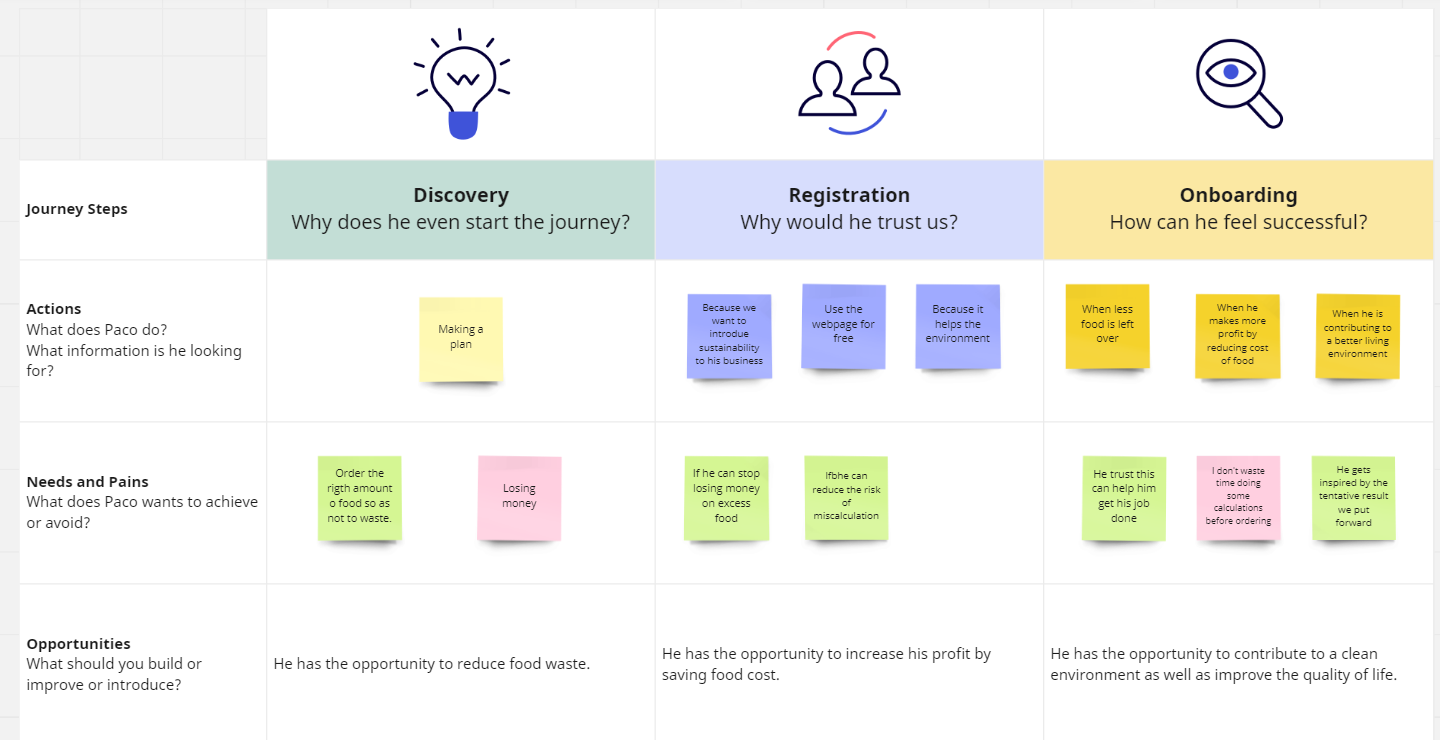 Discovery
Why does he even start the journey?
Registration
Why would he trust us?
Onboarding
How can he feel successful?
Journey Steps
Actions
What does Paco do?
What information is he looking
for?
Making a
plan
Because we
want to
introdue
sustainability
to his business
Use the
webpage for
free
Because it
helps the
environment
When less
food is left
over
When he
makes more
profit by
reducing cost
of food
When he is
contributing to
a better living
environment
Needs and Pains
What does Paco wants to achieve
or avoid?
Order the
rigth amount
o food so as
not to waste.
Losing
money
If he can stop
losing money
on excess
food
Ifbhe can
reduce the risk
of
miscalculation
He trust this
can help him
get his job
done
I don't waste
time doing
some
calculations
before ordering
He gets
inspired by the
tentative result
we put
forward
Opportunities
What should you build or
improve or introduce?
He has the opportunity to reduce food waste.
He has the opportunity to increase his profit by
saving food cost.
He has the opportunity to contribute to a clean
environment as well as improve the quality of life.